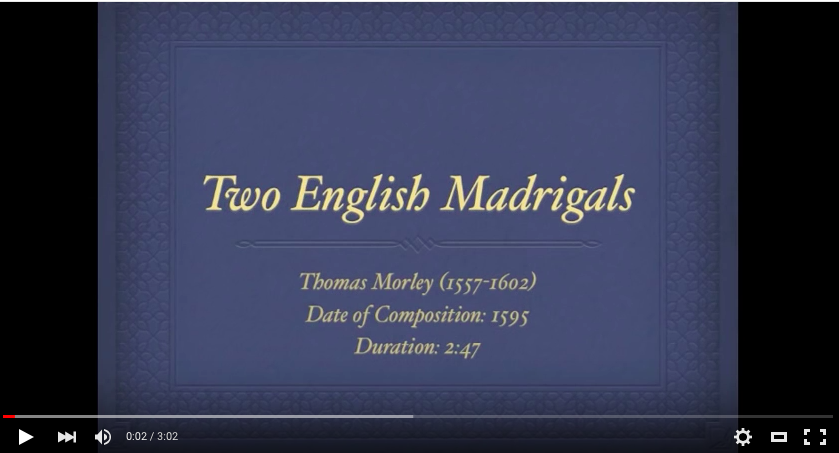 Two English Madrigals
Thomas Morley (1557-1602)
Date of Composition: 1595
Duration: 2:47
0:02 / 3:02